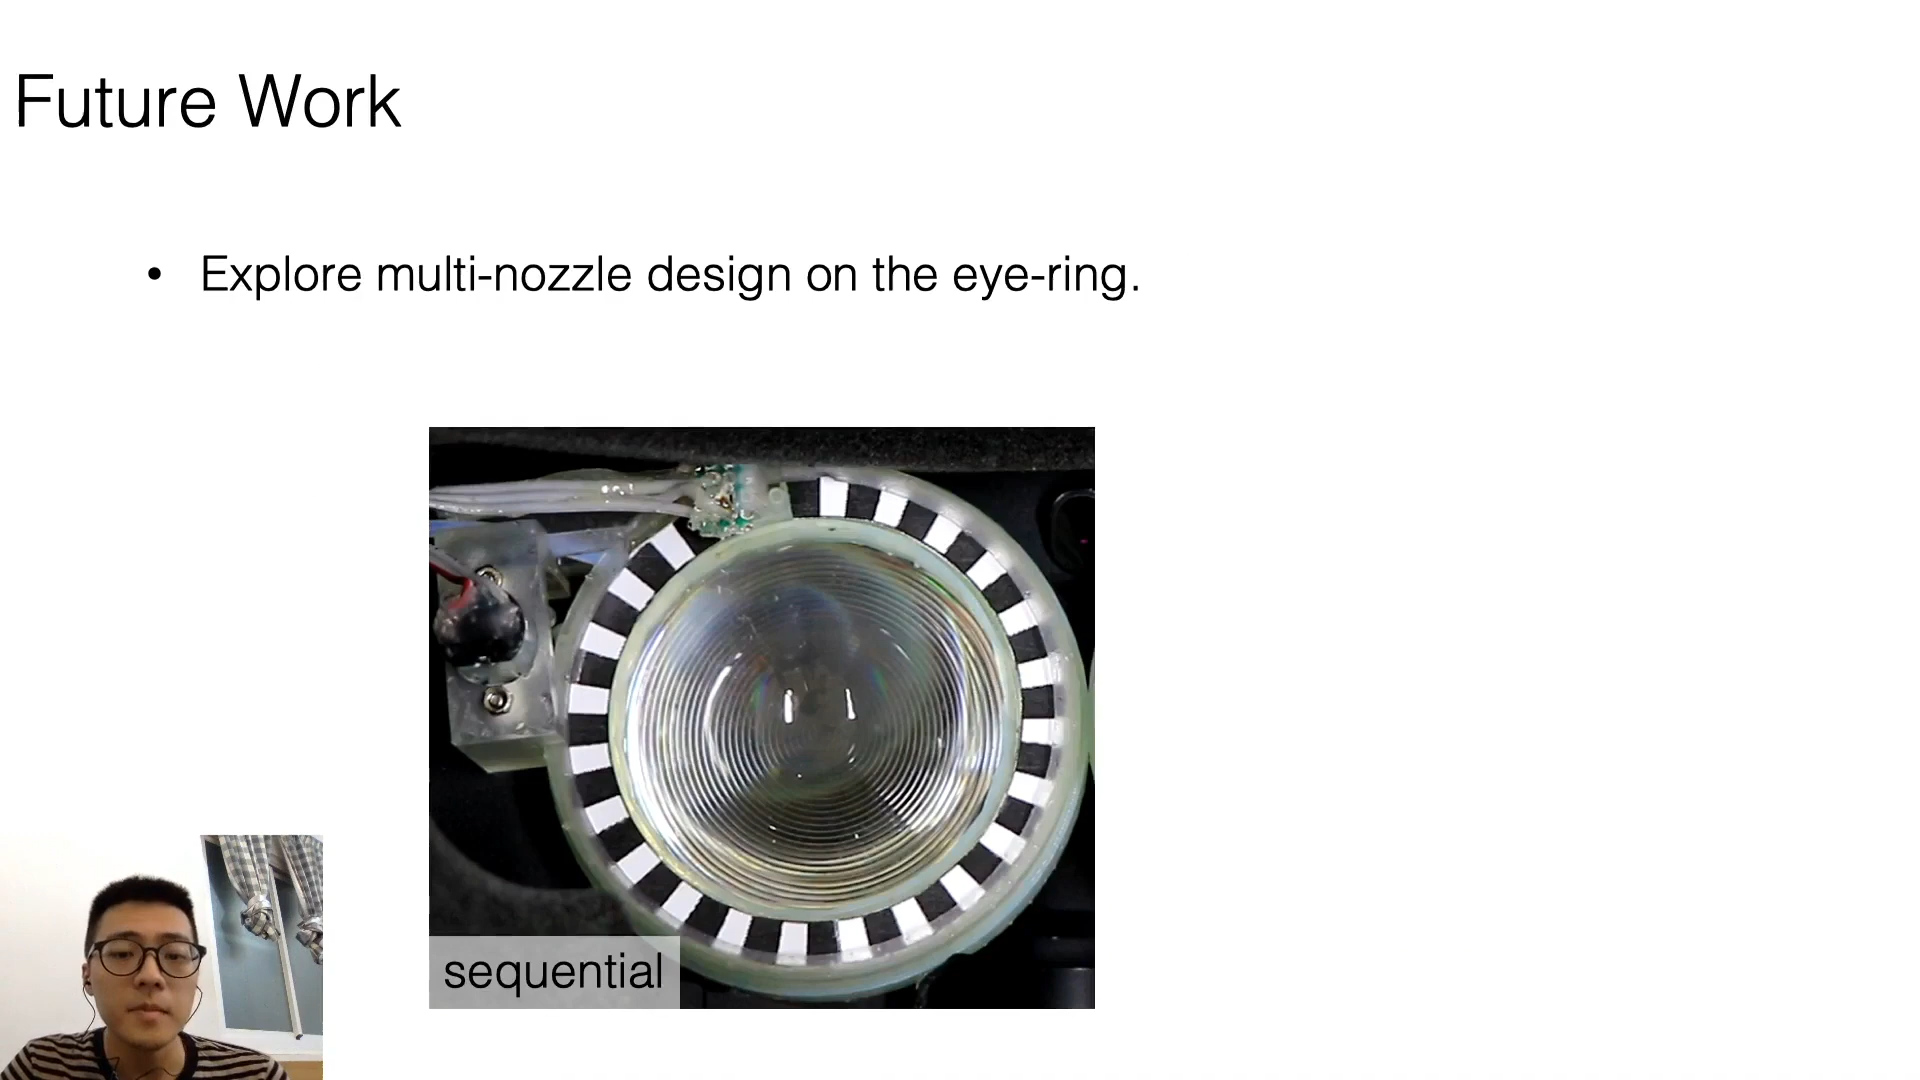 Future Work
• Explore multi-nozzle design on the eye-ring.
sequential